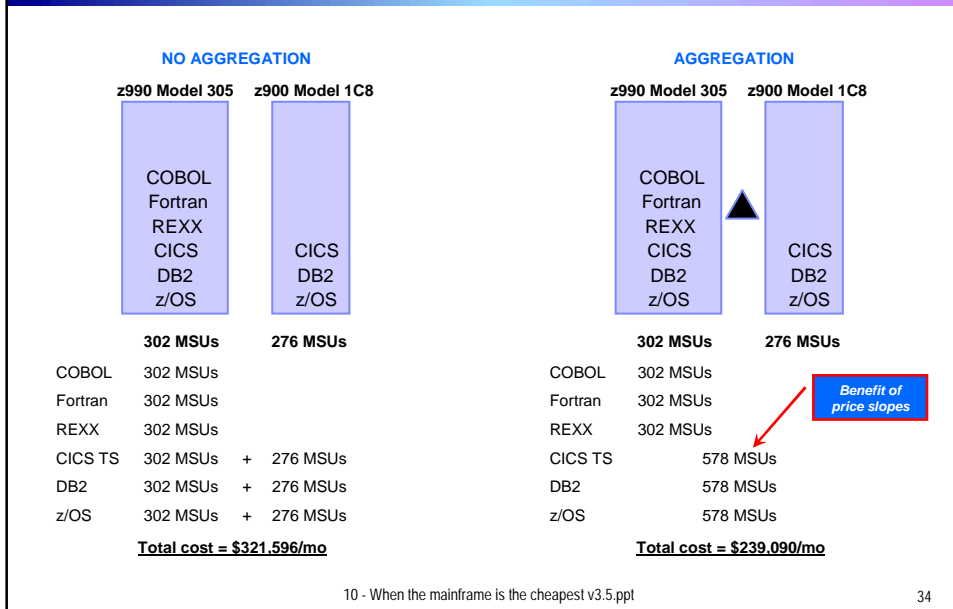 NO AGGREGATION
z990 Model 305 z900 Model 1C8
COBOL
Fortran
REXX
CICS CICS
DB2 DB2
z/OS z/OS
302 MSUs 276 MSUs
COBOL 302 MSUs
Fortran 302 MSUs
REXX 302 MSUs
CICS TS 302 MSUs + 276 MSUs
DB2 302 MSUs + 276 MSUs
z/OS 302 MSUs + 276 MSUs
Total cost = $321,596/mo
AGGREGATION
z990 Model 305 z900 Model 1C8
COBOL
Fortran
REXX
CICS CICS
DB2 DB2
z/OS z/OS
302 MSUs 276 MSUs
COBOL 302 MSUs
Fortran 302 MSUs
REXX 302 MSUs
Benefit of
price slopes
CICS TS 578 MSUs
DB2 578 MSUs
z/OS 578 MSUs
Total cost = $239,090/mo
10 - When the mainframe is the cheapest v3.5.ppt 34